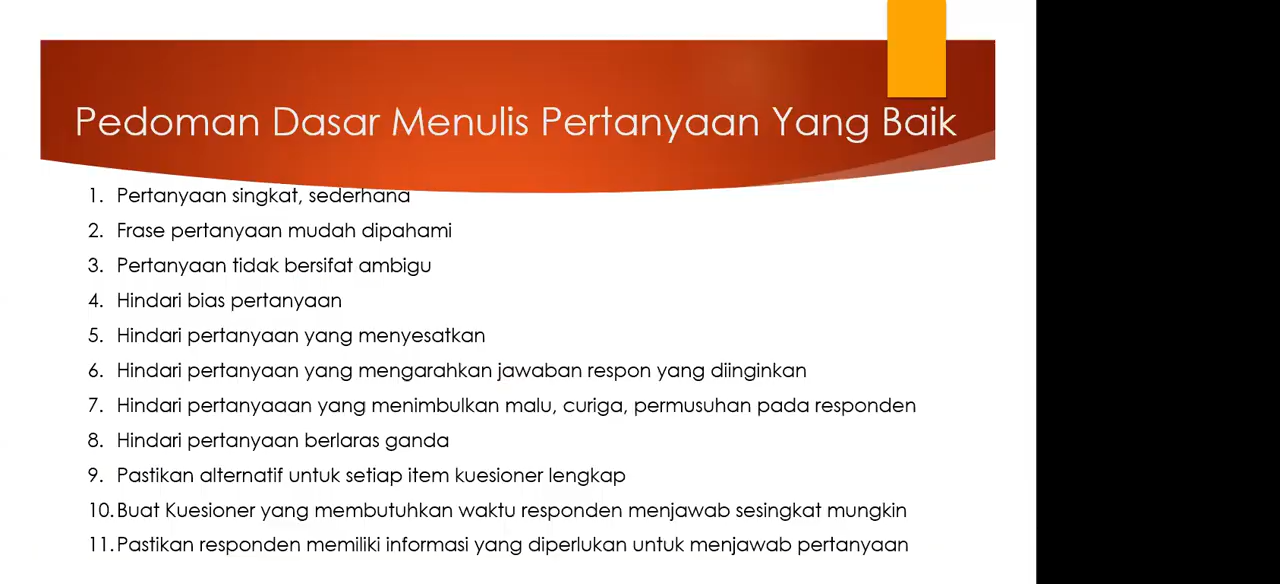 Pedoman Dasar Menulis Pertanyaan Yang Baik
1. Pertanyaan singkat, sederhana
2. Frase pertanyaan mudah dipahami
3. Pertanyaan tidak bersifat ambigu
4. Hindari bias pertanyaan
5. Hindari pertanyaan yang menyesatkan
6. Hindari pertanyaan yang mengarahkan jawaban respon yang diinginkan
7. Hindari pertanyaaan yang menimbulkan malu, curiga, permusuhan pada responden
8. Hindari pertanyaan berlaras ganda
9. Pastikan alternatif untuk setiap item kuesioner lengkap
10. Buat Kuesioner yang membutuhkan waktu responden menjawab sesingkat mungkin
11. Pastikan responden memiliki informasi yang diperlukan untuk menjawab pertanyaan